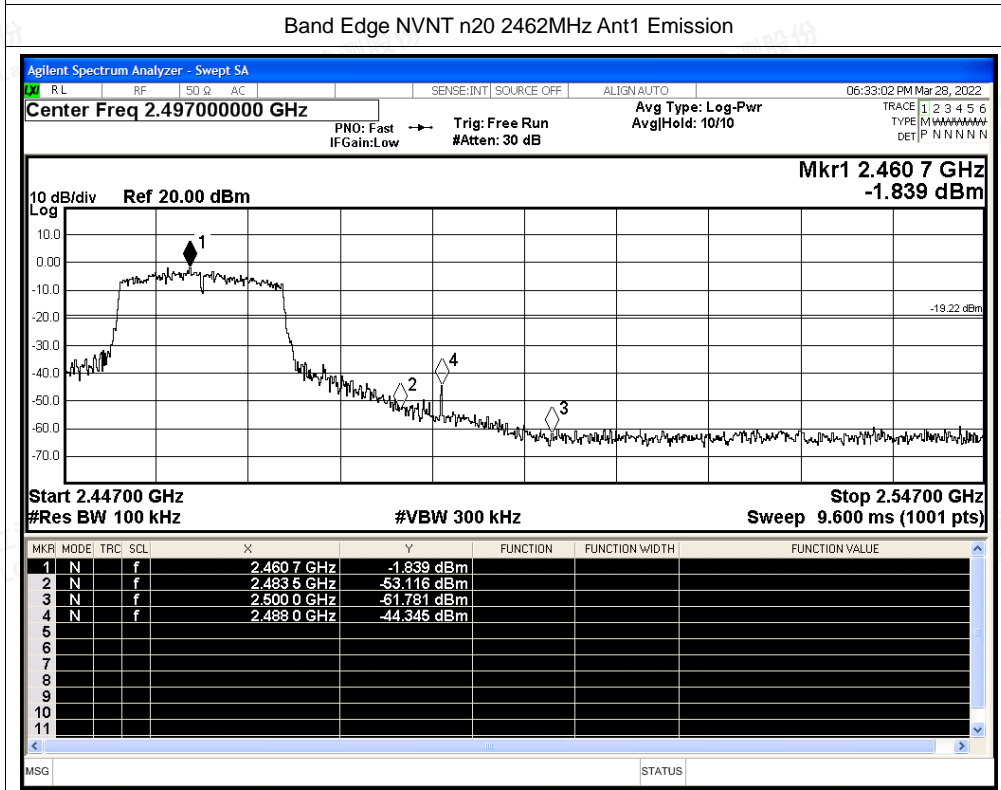 Band Edge NVNT n20 2462MHz Ant1 Emission
Agilent Spectrum Analyzer - Swept SA
LXI RL RF 50 Ω AC SENSE:INT SOURCE OFF ALIGN AUTO 06:33:02 PM Mar 28, 2022
Center Freq 2.497000000 GHz Avg Type: Log-Pwr TRACE 1 2 3 4 5 6
PNO: Fast Trig: Free Run Avg|Hold: 10/10 TYPE M
IFGain:Low #Atten: 30 dB DET P N N N N N
Mkr1 2.460 7 GHz
10 dB/div Ref 20.00 dBm -1.839 dBm
Log
10.0
1
0.00
-10.0
-19.22 dBm
-20.0
-30.0
4
-40.0
2
-50.0
3
-60.0
-70.0
Start 2.44700 GHz Stop 2.54700 GHz
#Res BW 100 kHz #VBW 300 kHz Sweep 9.600 ms (1001 pts)
MKR MODE TRC SCL X Y FUNCTION FUNCTION WIDTH FUNCTION VALUE
1 N f 2.460 7 GHz -1.839 dBm
2 N f 2.483 5 GHz -53.116 dBm
3 N f 2.500 0 GHz -61.781 dBm
4 N f 2.488 0 GHz -44.345 dBm
5
6
7
8
9
10
11
MSG STATUS